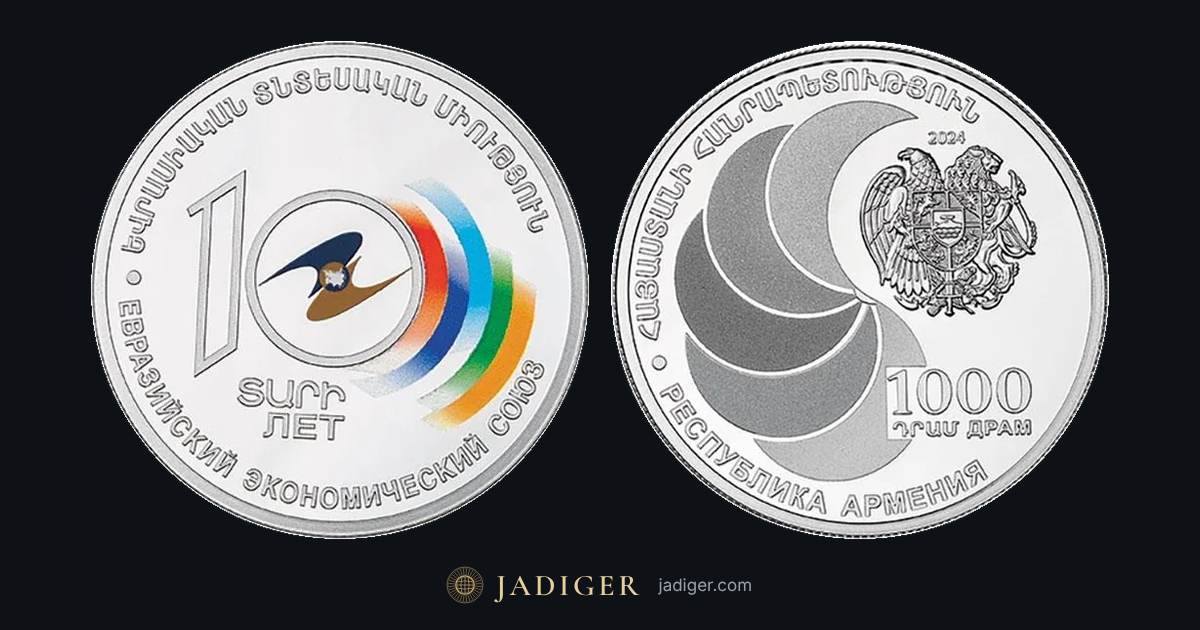 ԵՎՐԱՍԻԱԿԱՆ ՏՆՏԵՍԱԿԱՆ ՄԻՈՒԹՅՈՒՆ
10
ՏԱՐԻ
ЛЕТ
ЕВРАЗИЙСКИЙ ЭКОНОМИЧЕСКИЙ СОЮЗ
ՀԱՅԱՍՏԱՆԻ ՀԱՆՐԱՊԵՏՈՒԹՅՈՒՆ
2024
1000
ԴՐԱՄ ДРАМ
РЕСПУБЛИКА АРМЕНИЯ
JADIGER jadiger.com